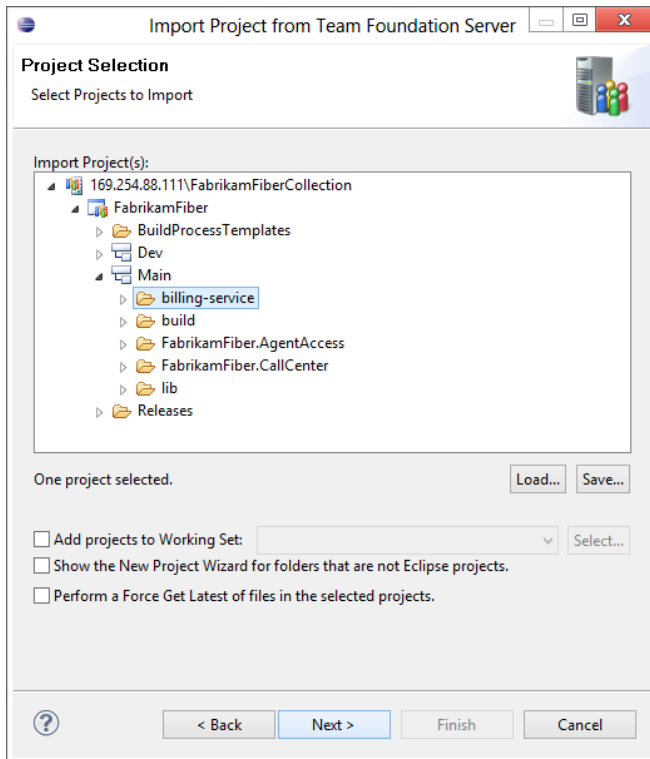 Import Project from Team Foundation Server
Project Selection
Select Projects to Import
Import Project(s):
169.254.88.111\FabrikamFiberCollection
FabrikamFiber
BuildProcessTemplates
Dev
Main
billing-service
build
FabrikamFiber.AgentAccess
FabrikamFiber.CallCenter
lib
Releases
One project selected. Load... Save...
Add projects to Working Set: Select...
Show the New Project Wizard for folders that are not Eclipse projects.
Perform a Force Get Latest of files in the selected projects.
? < Back Next > Finish Cancel